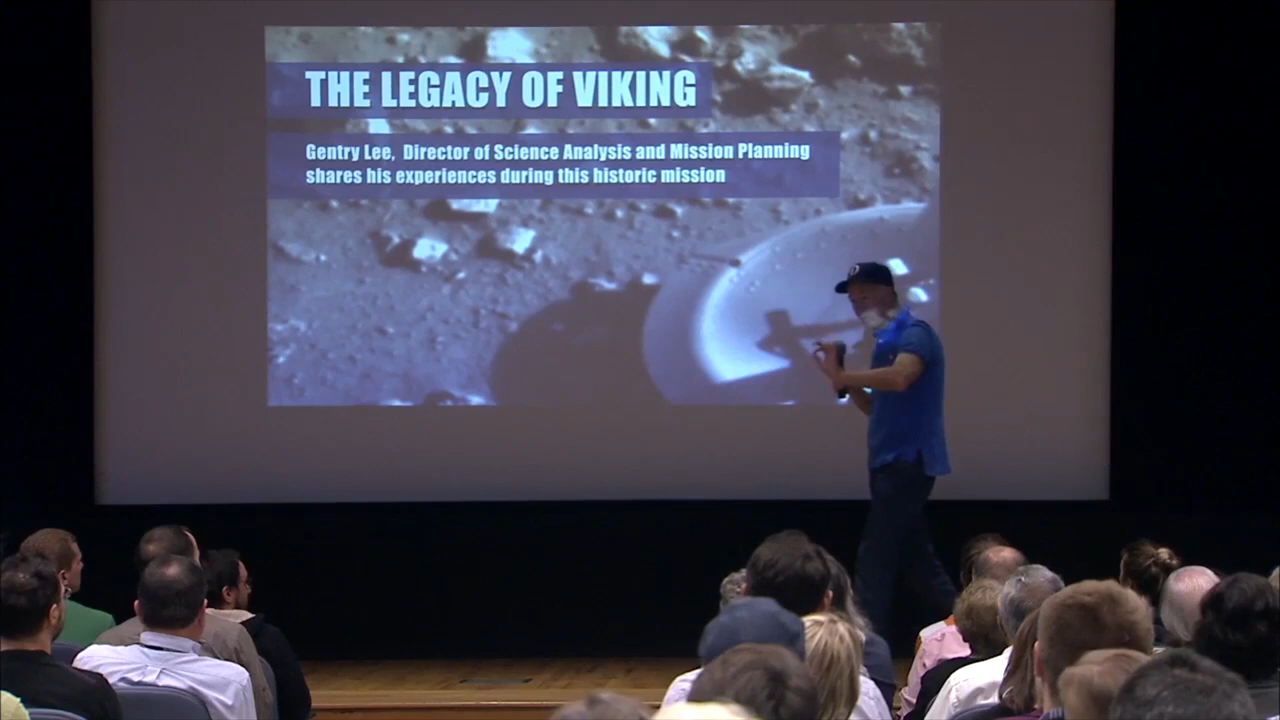 THE LEGACY OF VIKING
Gentry Lee, Director of Science Analysis and Mission Planning
shares his experiences during this historic mission